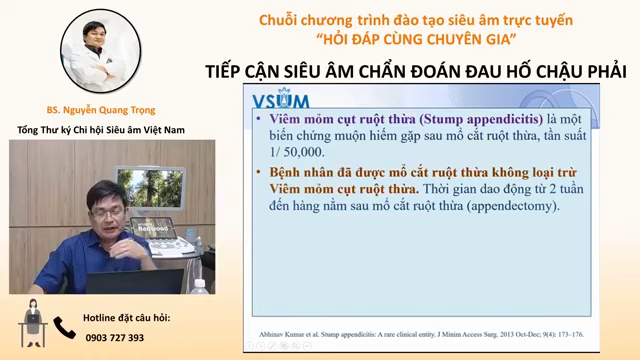 Chuỗi chương trình đào tạo siêu âm trực tuyến
“HỎI ĐÁP CÙNG CHUYÊN GIA”
TIẾP CẬN SIÊU ÂM CHẨN ĐOÁN ĐAU HỐ CHẬU PHẢI
BS. Nguyễn Quang Trọng
Tổng Thư ký Chi hội Siêu âm Việt Nam
VSUM
• Viêm mỏm cụt ruột thừa (Stump appendicitis) là một
biến chứng muộn hiếm gặp sau mổ cắt ruột thừa, tần suất
1/ 50,000.
• Bệnh nhân đã được mổ cắt ruột thừa không loại trừ
Viêm mỏm cụt ruột thừa. Thời gian dao động từ 2 tuần
đến hàng nằm sau mổ cắt ruột thừa (appendectomy).
Abhinav Kumar et al. Stump appendicitis: A rare clinical entity. J Minim Access Surg. 2013 Oct-Dec; 9(4): 173–176.
Hotline đặt câu hỏi:
0903 727 393